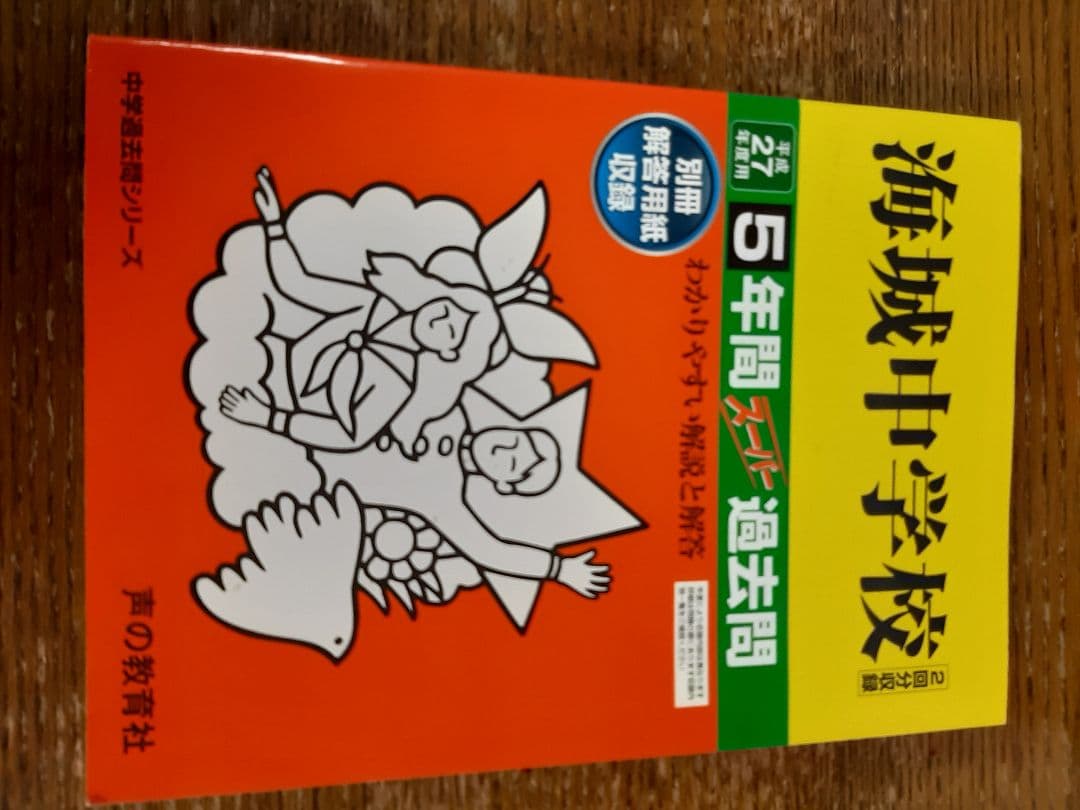 海城中学校
2回分収録
平成
27
年度用
5年間スーパー過去問
別冊
解答用紙
収録
わかりやすい解説と解答
中学過去問シリーズ
声の教育社